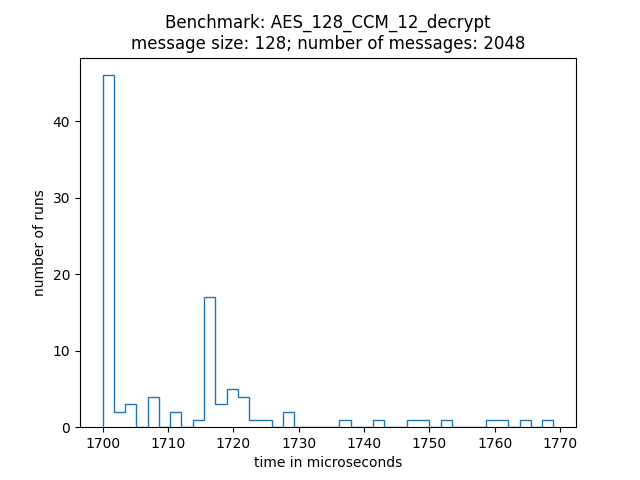 Benchmark: AES_128_CCM_12_decrypt
message size: 128; number of messages: 2048
40
30
20
10
0
number of runs
1700 1710 1720 1730 1740 1750 1760 1770
time in microseconds